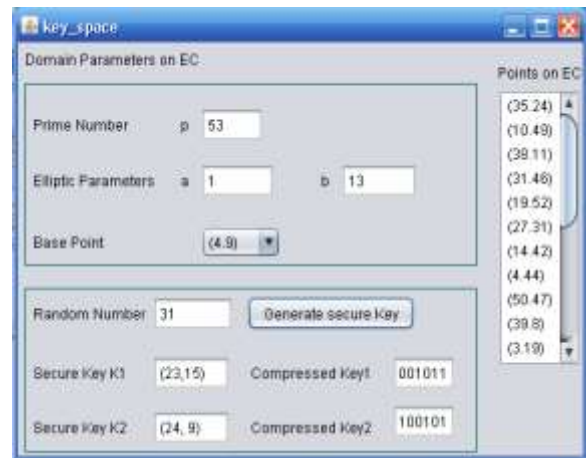 key_space
Domain Parameters on EC
Points on EC
Prime Number p 53
Elliptic Parameters a 1 b 13
Base Point (4.9)
Random Number 31 Generate secure Key
Secure Key K1 (23,15) Compressed Key1 001011
Secure Key K2 (24, 9) Compressed Key2 100101
(35.24)
(10.49)
(39.11)
(31.46)
(19.52)
(27.31)
(14.42)
(4.44)
(50.47)
(39.8)
(3.19)